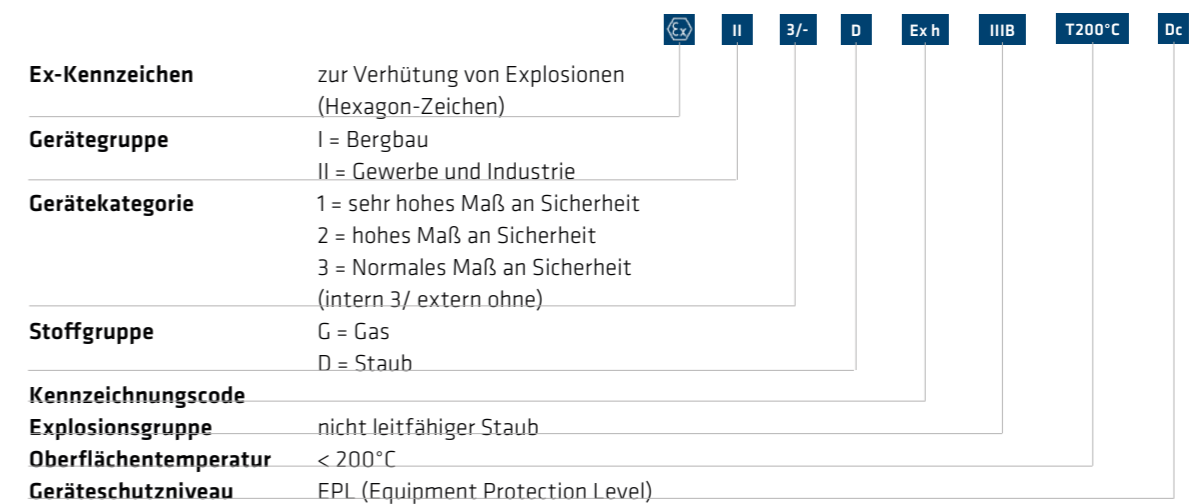 Ex II 3/- D Ex h IIIB T200°C Dc
Ex-Kennzeichen zur Verhütung von Explosionen
(Hexagon-Zeichen)
Gerätegruppe I = Bergbau
II = Gewerbe und Industrie
Gerätekategorie 1 = sehr hohes Maß an Sicherheit
2 = hohes Maß an Sicherheit
3 = Normales Maß an Sicherheit
(intern 3/ extern ohne)
Stoffgruppe G = Gas
D = Staub
Kennzeichnungscode
Explosionsgruppe nicht leitfähiger Staub
Oberflächentemperatur < 200°C
Geräteschutzniveau EPL (Equipment Protection Level)